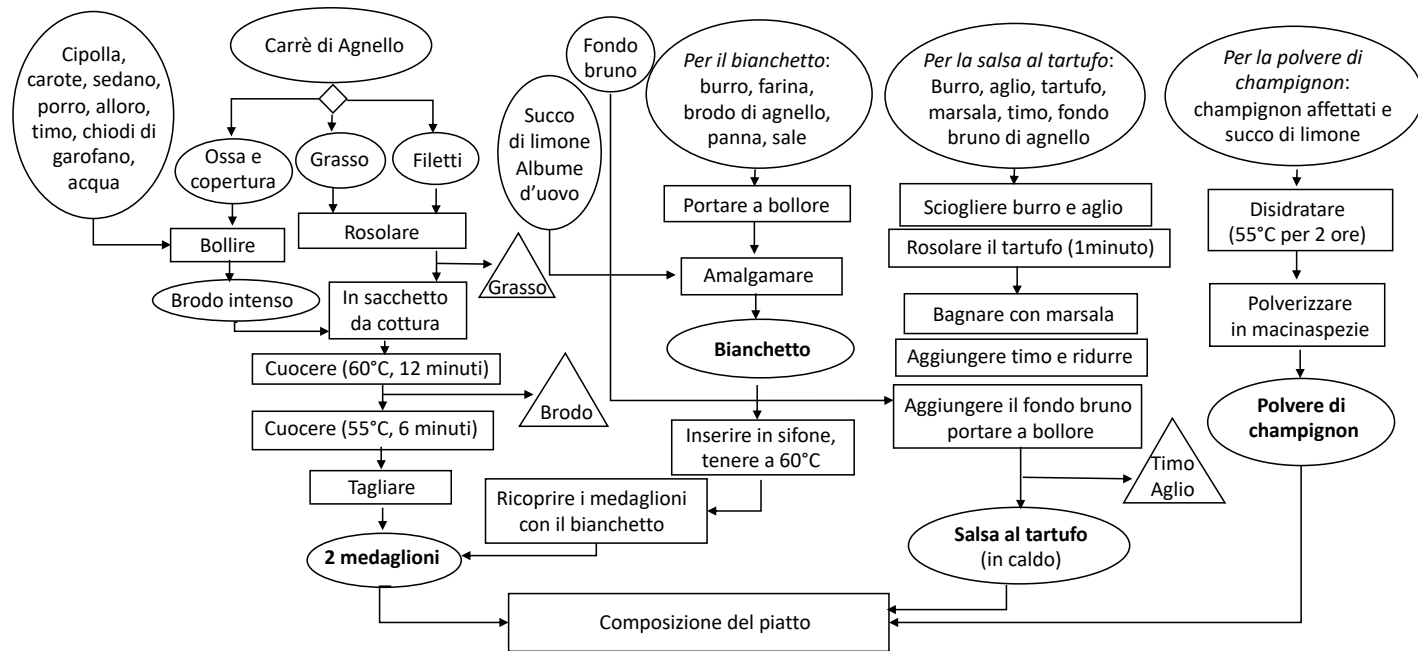 Cipolla,
carote, sedano,
porro, alloro,
timo, chiodi di
garofano,
acqua
Carrè di Agnello
Ossa e
copertura
Grasso
Filetti
Bollire
Rosolare
Grasso
Brodo intenso
In sacchetto
da cottura
Cuocere (60°C, 12 minuti)
Brodo
Cuocere (55°C, 6 minuti)
Tagliare
2 medaglioni
Fondo
bruno
Succo
di limone
Albume
d'uovo
Per il bianchetto:
burro, farina,
brodo di agnello,
panna, sale
Portare a bollore
Amalgamare
Bianchetto
Inserire in sifone,
tenere a 60°C
Ricoprire i medaglioni
con il bianchetto
Per la salsa al tartufo:
Burro, aglio, tartufo,
marsala, timo, fondo
bruno di agnello
Sciogliere burro e aglio
Rosolare il tartufo (1minuto)
Bagnare con marsala
Aggiungere timo e ridurre
Aggiungere il fondo bruno
portare a bollore
Timo
Aglio
Salsa al tartufo
(in caldo)
Per la polvere di
champignon:
champignon affettati e
succo di limone
Disidratare
(55°C per 2 ore)
Polverizzare
in macinaspezie
Polvere di
champignon
Composizione del piatto